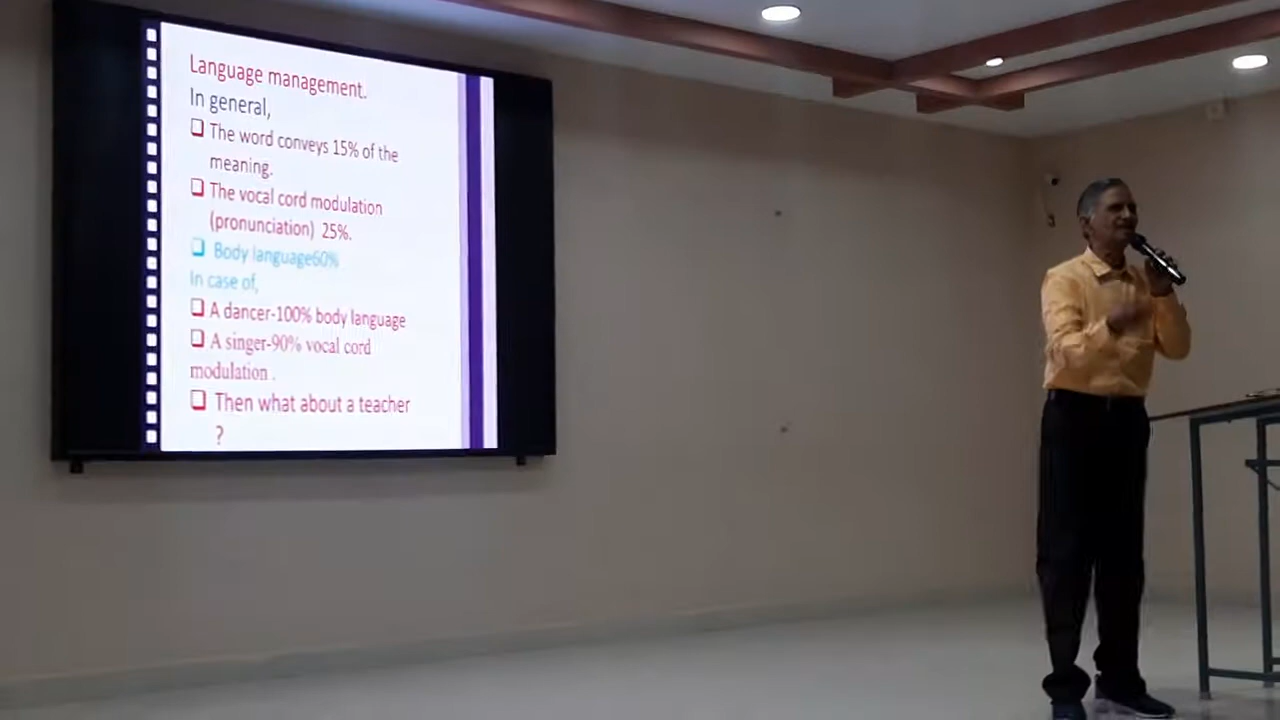 Language management.
In general,
❑ The word conveys 15% of the
meaning.
❑ The vocal cord modulation
(pronunciation) 25%.
❑ Body language60%
In case of,
❑ A dancer-100% body language
❑ A singer-90% vocal cord
modulation .
❑ Then what about a teacher
?